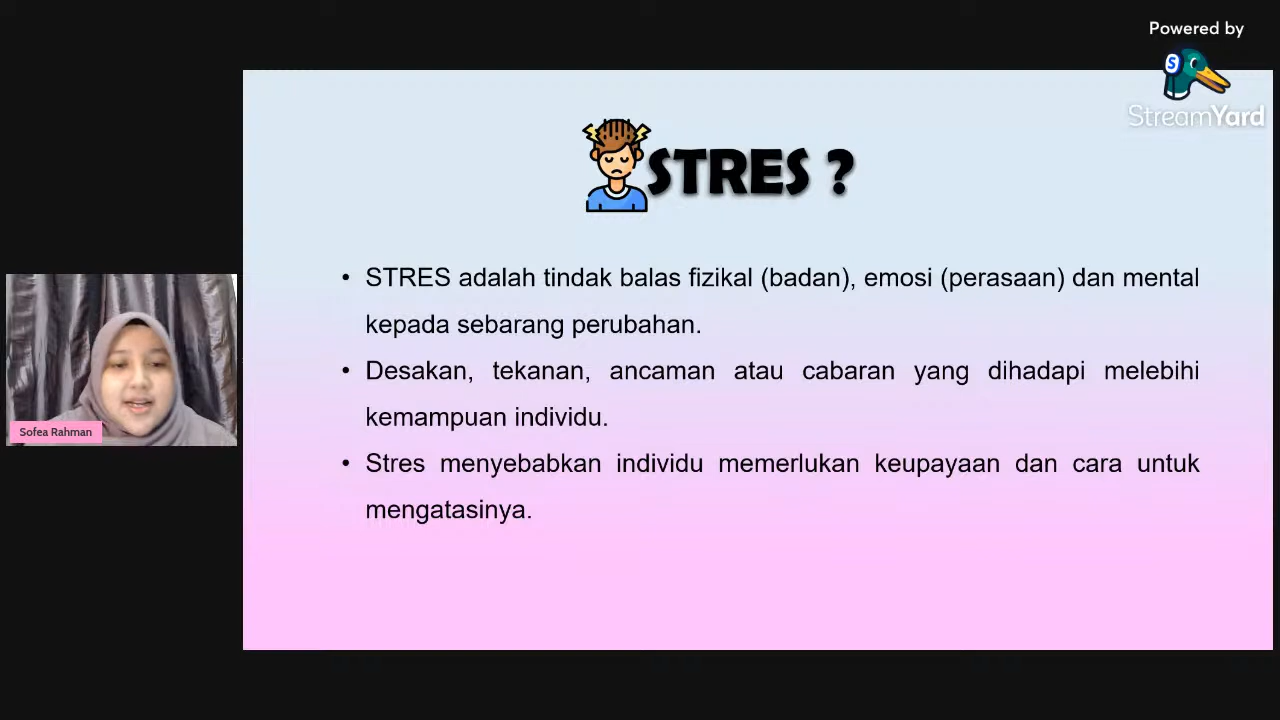 Powered by
StreamYard
STRES ?
• STRES adalah tindak balas fizikal (badan), emosi (perasaan) dan mental
kepada sebarang perubahan.
• Desakan, tekanan, ancaman atau cabaran yang dihadapi melebihi
kemampuan individu.
• Stres menyebabkan individu memerlukan keupayaan dan cara untuk
mengatasinya.
Sofea Rahman